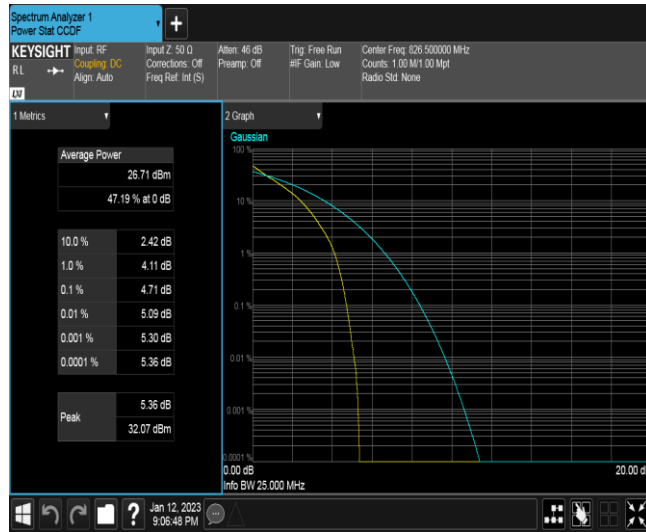 Spectrum Analyzer 1
Power Stat CCDF
+
KEYSIGHT
RL
LXI
Input: RF
Coupling: DC
Align: Auto
Input Z: 50 Ω
Corrections: Off
Freq Ref: Int (S)
Atten: 46 dB
Preamp: Off
Trig: Free Run
#IF Gain: Low
Center Freq: 826.500000 MHz
Counts: 1.00 M/1.00 Mpt
Radio Std: None
1 Metrics
Average Power
26.71 dBm
47.19 % at 0 dB
10.0 % 2.42 dB
1.0 % 4.11 dB
0.1 % 4.71 dB
0.01 % 5.09 dB
0.001 % 5.30 dB
0.0001 % 5.36 dB
Peak
5.36 dB
32.07 dBm
2 Graph
Gaussian
100 %
10 %
1 %
0.1 %
0.01 %
0.001 %
0.0001 %
0.00 dB 20.00 d
Info BW 25.000 MHz
?
Jan 12, 2023
9:06:48 PM